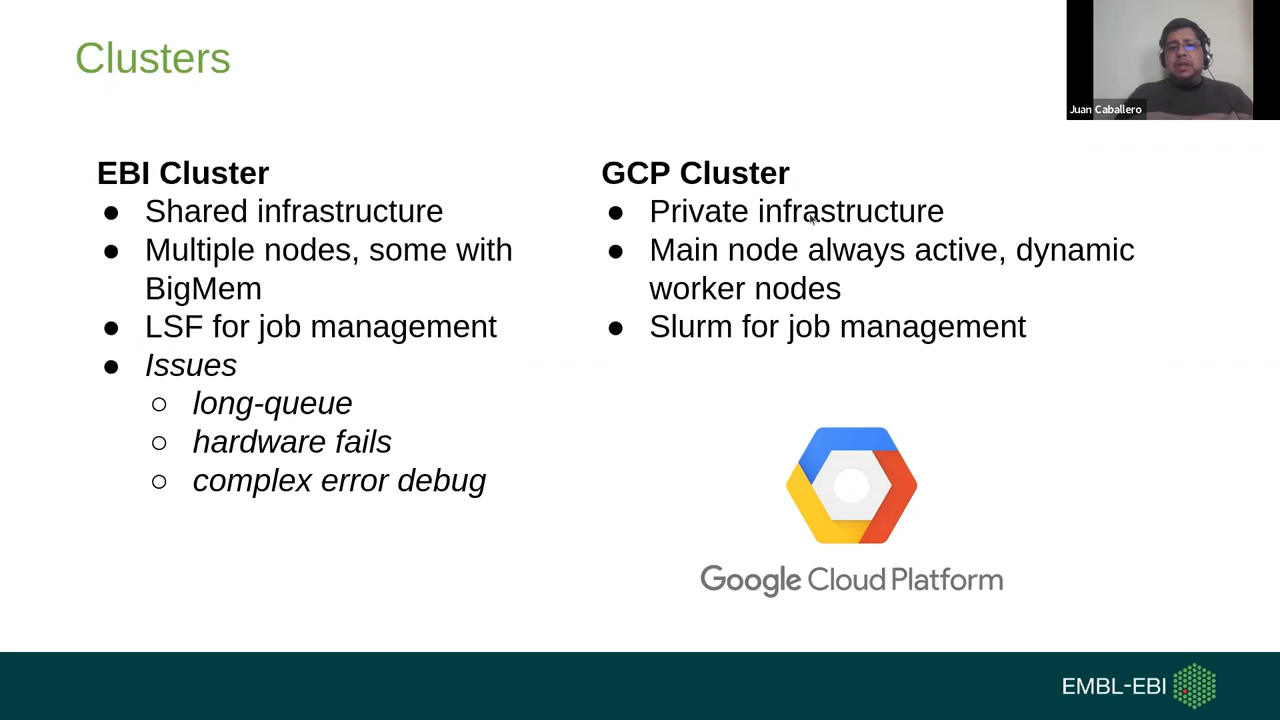 Clusters
Juan Caballero
EBI Cluster
● Shared infrastructure
● Multiple nodes, some with
BigMem
● LSF for job management
● Issues
○ long-queue
○ hardware fails
○ complex error debug
GCP Cluster
● Private infrastructure
● Main node always active, dynamic
worker nodes
● Slurm for job management
Google Cloud Platform
EMBL-EBI